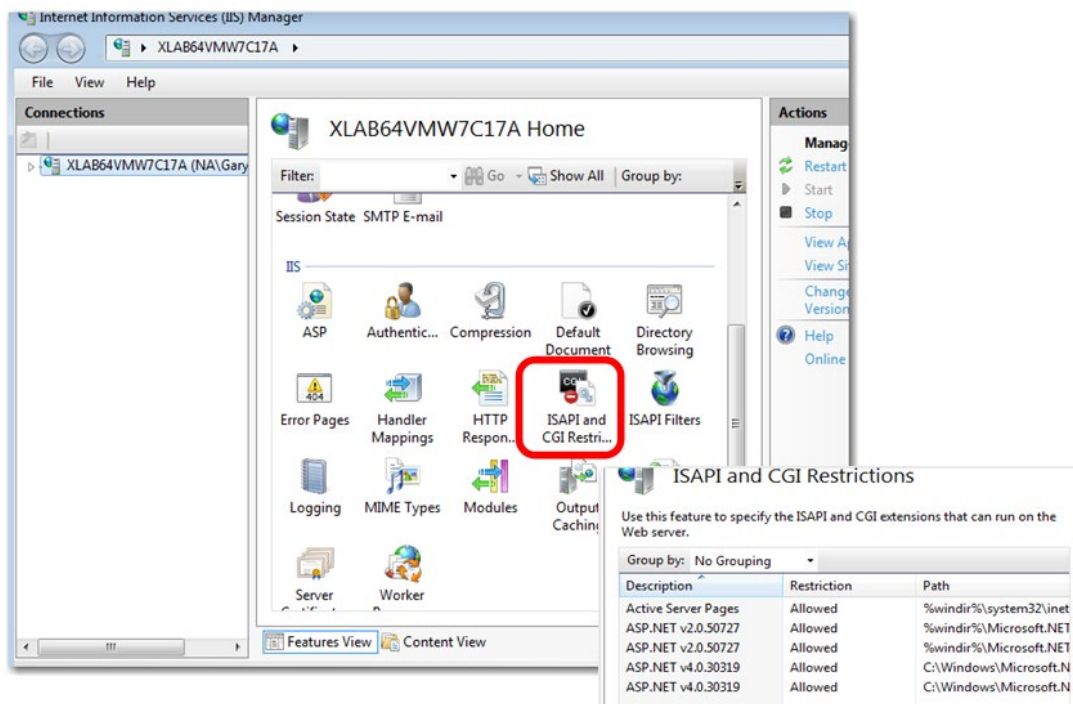 Internet Information Services (IIS) Manager
XLAB64VMW7C17A
File View Help
Connections
XLAB64VMW7C17A (NA\Gary
XLAB64VMW7C17A Home
Filter: Go Show All Group by:
Session State SMTP E-mail
IIS
ASP Authentic... Compression Default Document Directory Browsing
Error Pages Handler Mappings HTTP Respon... ISAPI and CGI Restri... ISAPI Filters
Logging MIME Types Modules Output Caching
Server Worker
Features View Content View
Actions
Manag
Restart
Start
Stop
View A
View Si
Change
Version
Help
Online
ISAPI and CGI Restrictions
Use this feature to specify the ISAPI and CGI extensions that can run on the
Web server.
Group by: No Grouping
Description Restriction Path
Active Server Pages Allowed %windir%\system32\inet
ASP.NET v2.0.50727 Allowed %windir%\Microsoft.NET
ASP.NET v2.0.50727 Allowed %windir%\Microsoft.NET
ASP.NET v4.0.30319 Allowed C:\Windows\Microsoft.N
ASP.NET v4.0.30319 Allowed C:\Windows\Microsoft.N